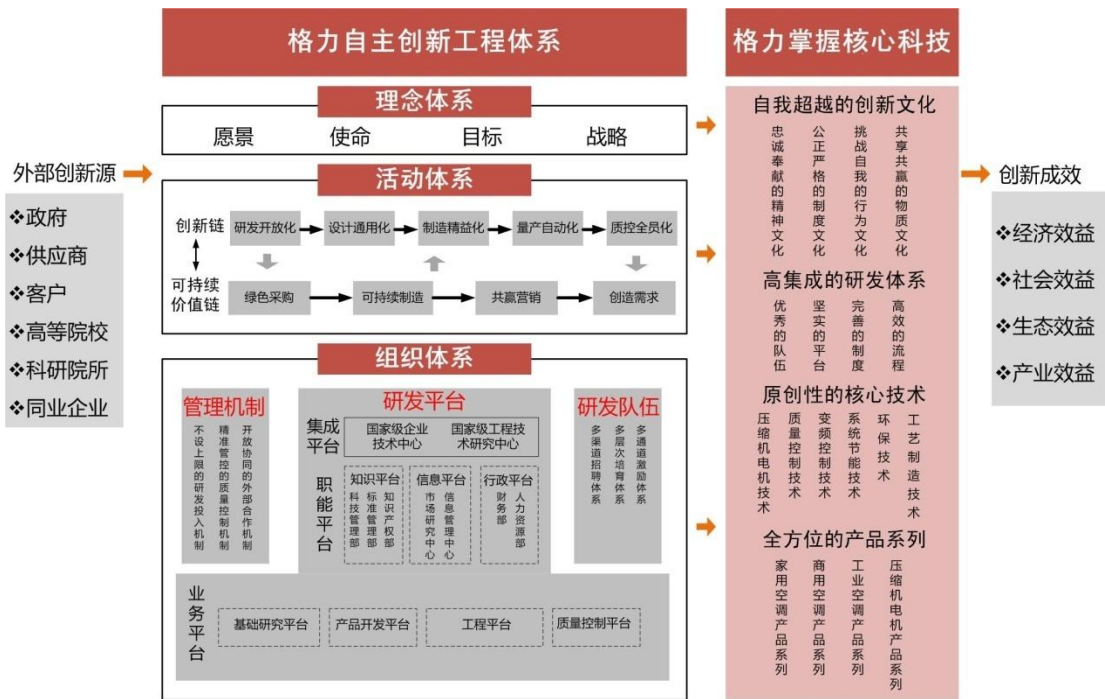 格力自主创新工程体系
格力掌握核心科技
外部创新源
❖政府
❖供应商
❖客户
❖高等院校
❖科研院所
❖同业企业
理念体系
愿景
使命
目标
战略
活动体系
创新链
研发开放化
设计通用化
制造精益化
量产自动化
质控全员化
可持续
价值链
绿色采购
可持续制造
共赢营销
创造需求
组织体系
管理机制
不设上限的研发投入机制
精准管控的质量控制机制
开放协同的外部合作机制
研发平台
集成
平台
国家级企业
技术中心
国家级工程技
术研究中心
职能平台
知识平台
科技管理部
标准管理部
知识产权部
信息平台
市场研究中心
信息管理中心
行政平台
财务部
人力资源部
研发队伍
多渠道招聘体系
多层次培育体系
多通道激励体系
业务平台
基础研究平台
产品开发平台
工程平台
质量控制平台
自我超越的创新文化
忠诚奉献的精神文化
公正严格的制度文化
挑战自我的行为文化
共享共赢的物质文化
高集成的研发体系
优秀的队伍
坚实的平台
完善的制度
高效的流程
原创性的核心技术
压缩机电机技术
质量控制技术
变频控制技术
系统节能技术
环保技术
工艺制造技术
全方位的产品系列
家用空调产品系列
商用空调产品系列
工业空调产品系列
压缩机电机产品系列
创新成效
❖经济效益
❖社会效益
❖生态效益
❖产业效益